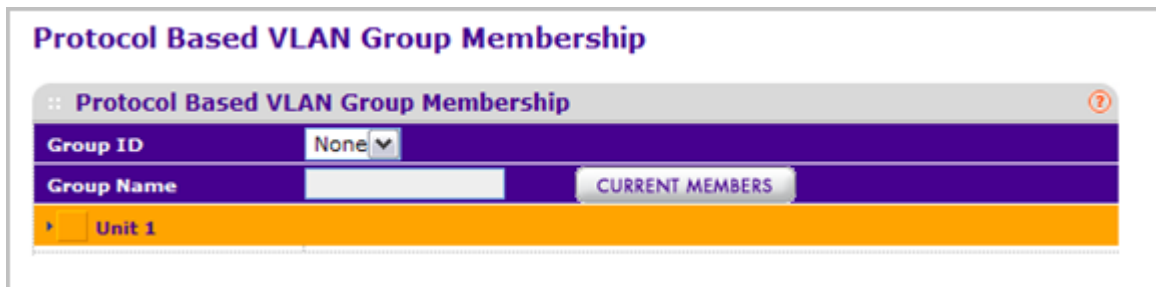 Protocol Based VLAN Group Membership
Protocol Based VLAN Group Membership ?
Group ID None
Group Name CURRENT MEMBERS
Unit 1